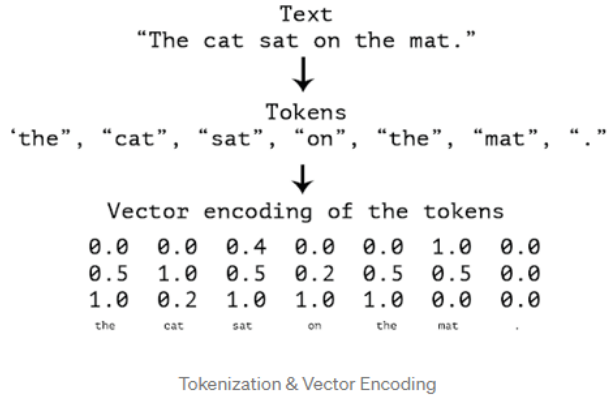 Text
“The cat sat on the mat.”
Tokens
‘the”, “cat”, “sat”, “on”, “the”, “mat”, “.”
Vector encoding of the tokens
0.0 0.0 0.4 0.0 0.0 1.0 0.0
0.5 1.0 0.5 0.2 0.5 0.5 0.0
1.0 0.2 1.0 1.0 1.0 0.0 0.0
the cat sat on the mat .
Tokenization & Vector Encoding